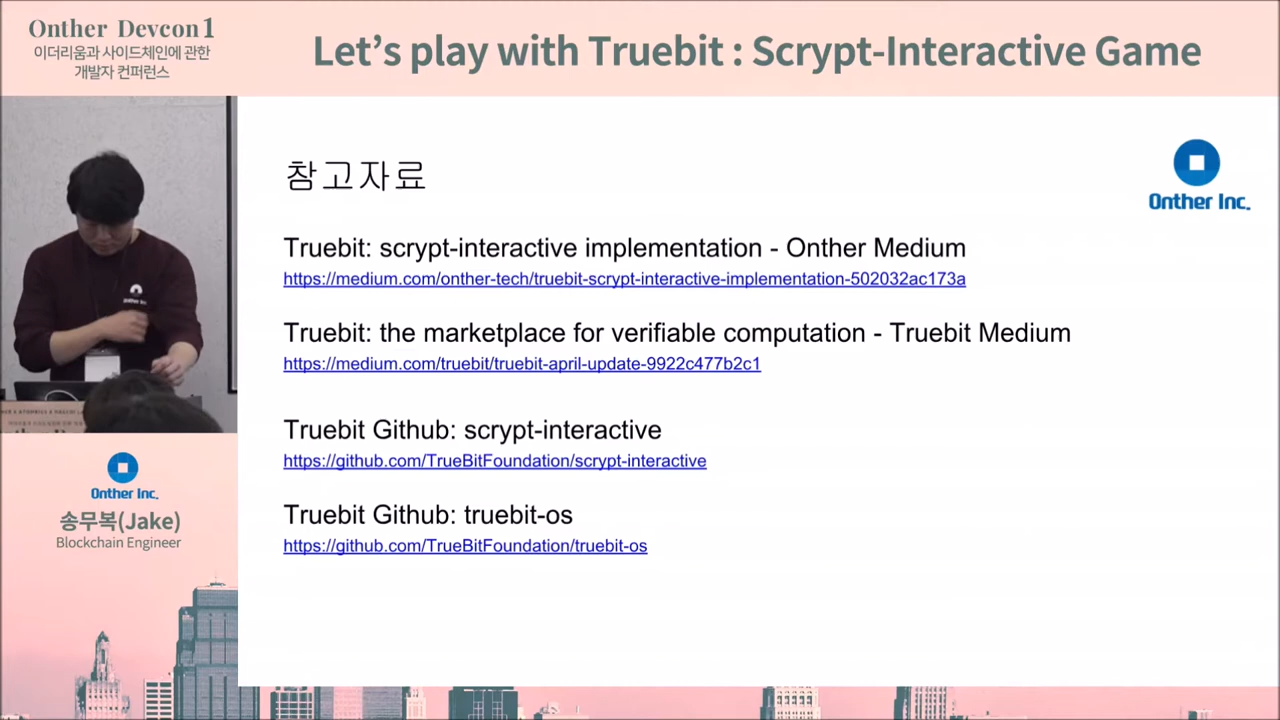 Onther Devcon1
이더리움과 사이드체인에 관한
개발자 컨퍼런스
Let's play with Truebit : Scrypt-Interactive Game
참고자료
Onther Inc.
Truebit: scrypt-interactive implementation - Onther Medium
https://medium.com/onther-tech/truebit-scrypt-interactive-implementation-502032ac173a
Truebit: the marketplace for verifiable computation - Truebit Medium
https://medium.com/truebit/truebit-april-update-9922c477b2c1
Truebit Github: scrypt-interactive
https://github.com/TrueBitFoundation/scrypt-interactive
Truebit Github: truebit-os
https://github.com/TrueBitFoundation/truebit-os
Onther Inc.
Onther Inc.
송무복(Jake)
Blockchain Engineer